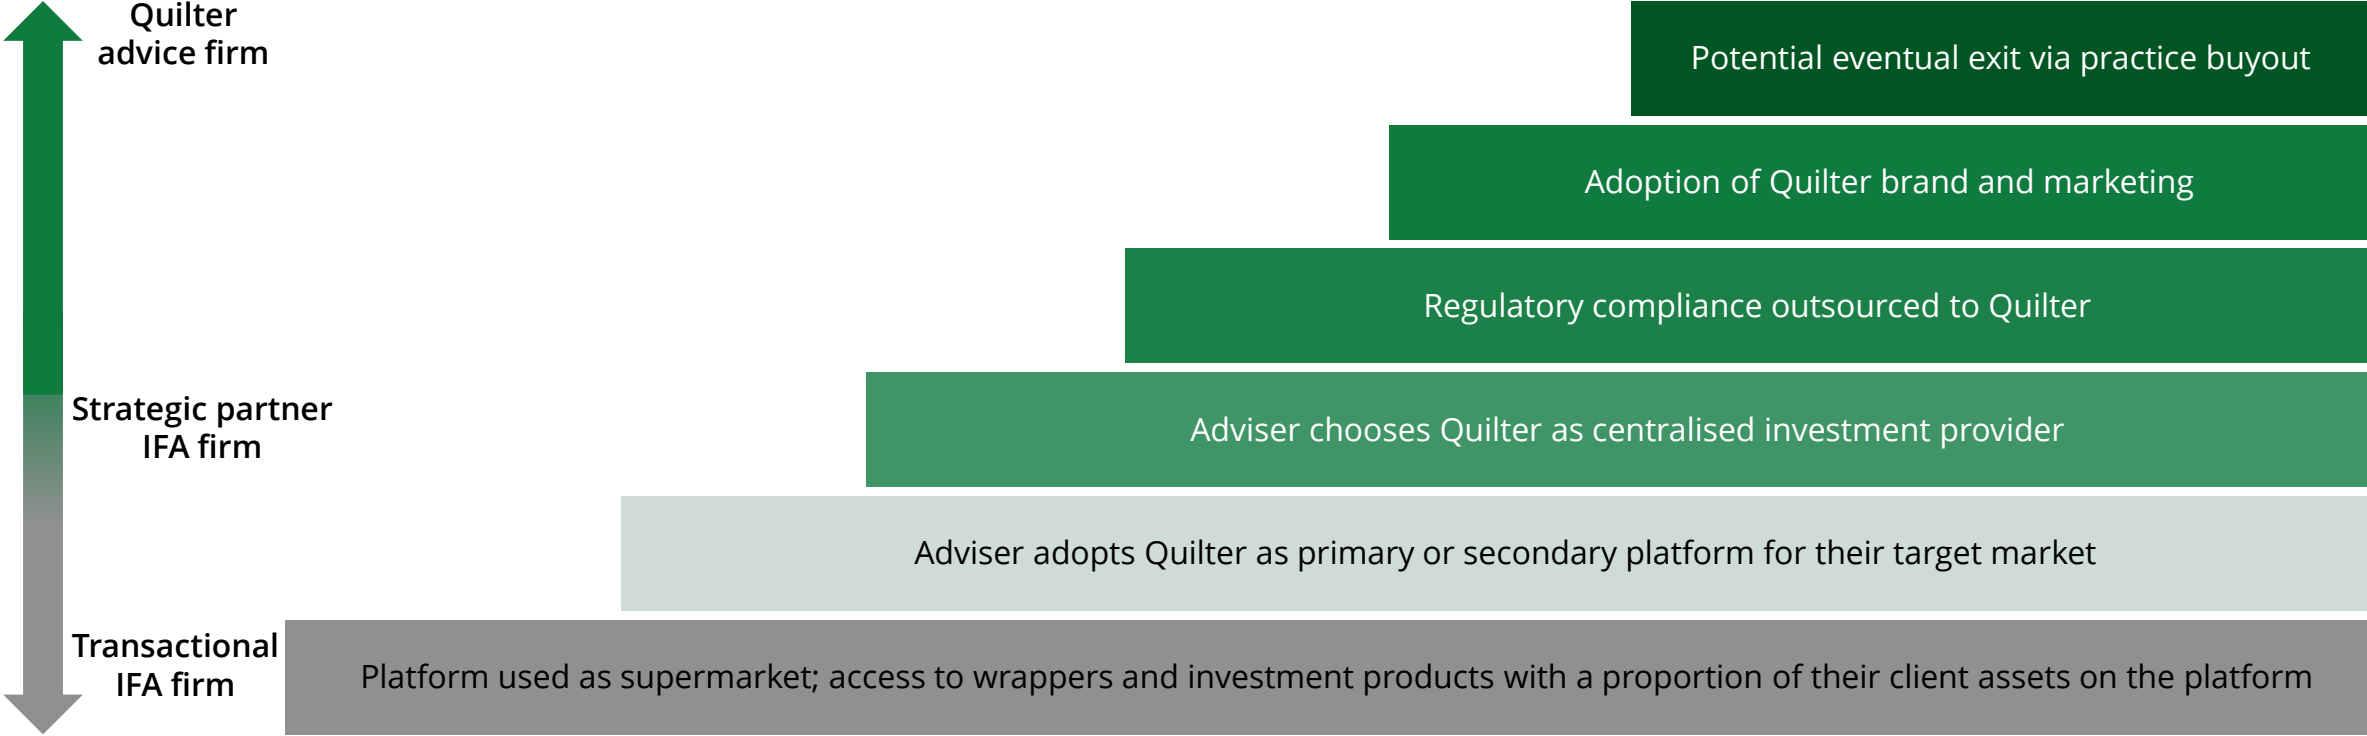 Quilter
advice firm
Potential eventual exit via practice buyout
Adoption of Quilter brand and marketing
Regulatory compliance outsourced to Quilter
Strategic partner
IFA firm
Adviser chooses Quilter as centralised investment provider
Adviser adopts Quilter as primary or secondary platform for their target market
Transactional
IFA firm
Platform used as supermarket; access to wrappers and investment products with a proportion of their client assets on the platform